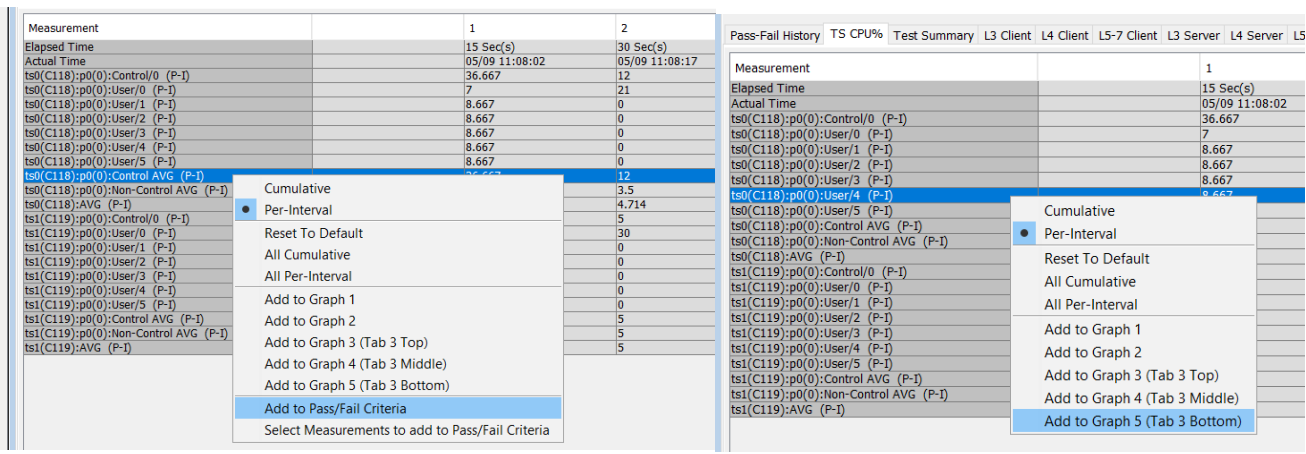 Measurement 1 2
Elapsed Time 15 Sec(s) 30 Sec(s)
Actual Time 05/09 11:08:02 05/09 11:08:17
ts0(C118):p0(0):Control/0 (P-I) 36.667 12
ts0(C118):p0(0):User/0 (P-I) 7 21
ts0(C118):p0(0):User/1 (P-I) 8.667 0
ts0(C118):p0(0):User/2 (P-I) 8.667 0
ts0(C118):p0(0):User/3 (P-I) 8.667 0
ts0(C118):p0(0):User/4 (P-I) 8.667 0
ts0(C118):p0(0):User/5 (P-I) 8.667 0
ts0(C118):p0(0):Control AVG (P-I) 36.667 12
ts0(C118):p0(0):Non-Control AVG (P-I) 3.5
ts0(C118):AVG (P-I) 4.714
ts1(C119):p0(0):Control/0 (P-I) 5
ts1(C119):p0(0):User/0 (P-I) 30
ts1(C119):p0(0):User/1 (P-I) 0
ts1(C119):p0(0):User/2 (P-I) 0
ts1(C119):p0(0):User/3 (P-I) 0
ts1(C119):p0(0):User/4 (P-I) 0
ts1(C119):p0(0):User/5 (P-I) 0
ts1(C119):p0(0):Control AVG (P-I) 5
ts1(C119):p0(0):Non-Control AVG (P-I) 5
ts1(C119):AVG (P-I) 5
Cumulative
Per-Interval
Reset To Default
All Cumulative
All Per-Interval
Add to Graph 1
Add to Graph 2
Add to Graph 3 (Tab 3 Top)
Add to Graph 4 (Tab 3 Middle)
Add to Graph 5 (Tab 3 Bottom)
Add to Pass/Fail Criteria
Select Measurements to add to Pass/Fail Criteria
Pass-Fail History TS CPU% Test Summary L3 Client L4 Client L5-7 Client L3 Server L4 Server L5
Measurement 1
Elapsed Time 15 Sec(s)
Actual Time 05/09 11:08:02
ts0(C118):p0(0):Control/0 (P-I) 36.667
ts0(C118):p0(0):User/0 (P-I) 7
ts0(C118):p0(0):User/1 (P-I) 8.667
ts0(C118):p0(0):User/2 (P-I) 8.667
ts0(C118):p0(0):User/3 (P-I) 8.667
ts0(C118):p0(0):User/4 (P-I) 8.667
ts0(C118):p0(0):User/5 (P-I)
ts0(C118):p0(0):Control AVG (P-I)
ts0(C118):p0(0):Non-Control AVG (P-I)
ts0(C118):AVG (P-I)
ts1(C119):p0(0):Control/0 (P-I)
ts1(C119):p0(0):User/0 (P-I)
ts1(C119):p0(0):User/1 (P-I)
ts1(C119):p0(0):User/2 (P-I)
ts1(C119):p0(0):User/3 (P-I)
ts1(C119):p0(0):User/4 (P-I)
ts1(C119):p0(0):User/5 (P-I)
ts1(C119):p0(0):Control AVG (P-I)
ts1(C119):p0(0):Non-Control AVG (P-I)
ts1(C119):AVG (P-I)
Cumulative
Per-Interval
Reset To Default
All Cumulative
All Per-Interval
Add to Graph 1
Add to Graph 2
Add to Graph 3 (Tab 3 Top)
Add to Graph 4 (Tab 3 Middle)
Add to Graph 5 (Tab 3 Bottom)